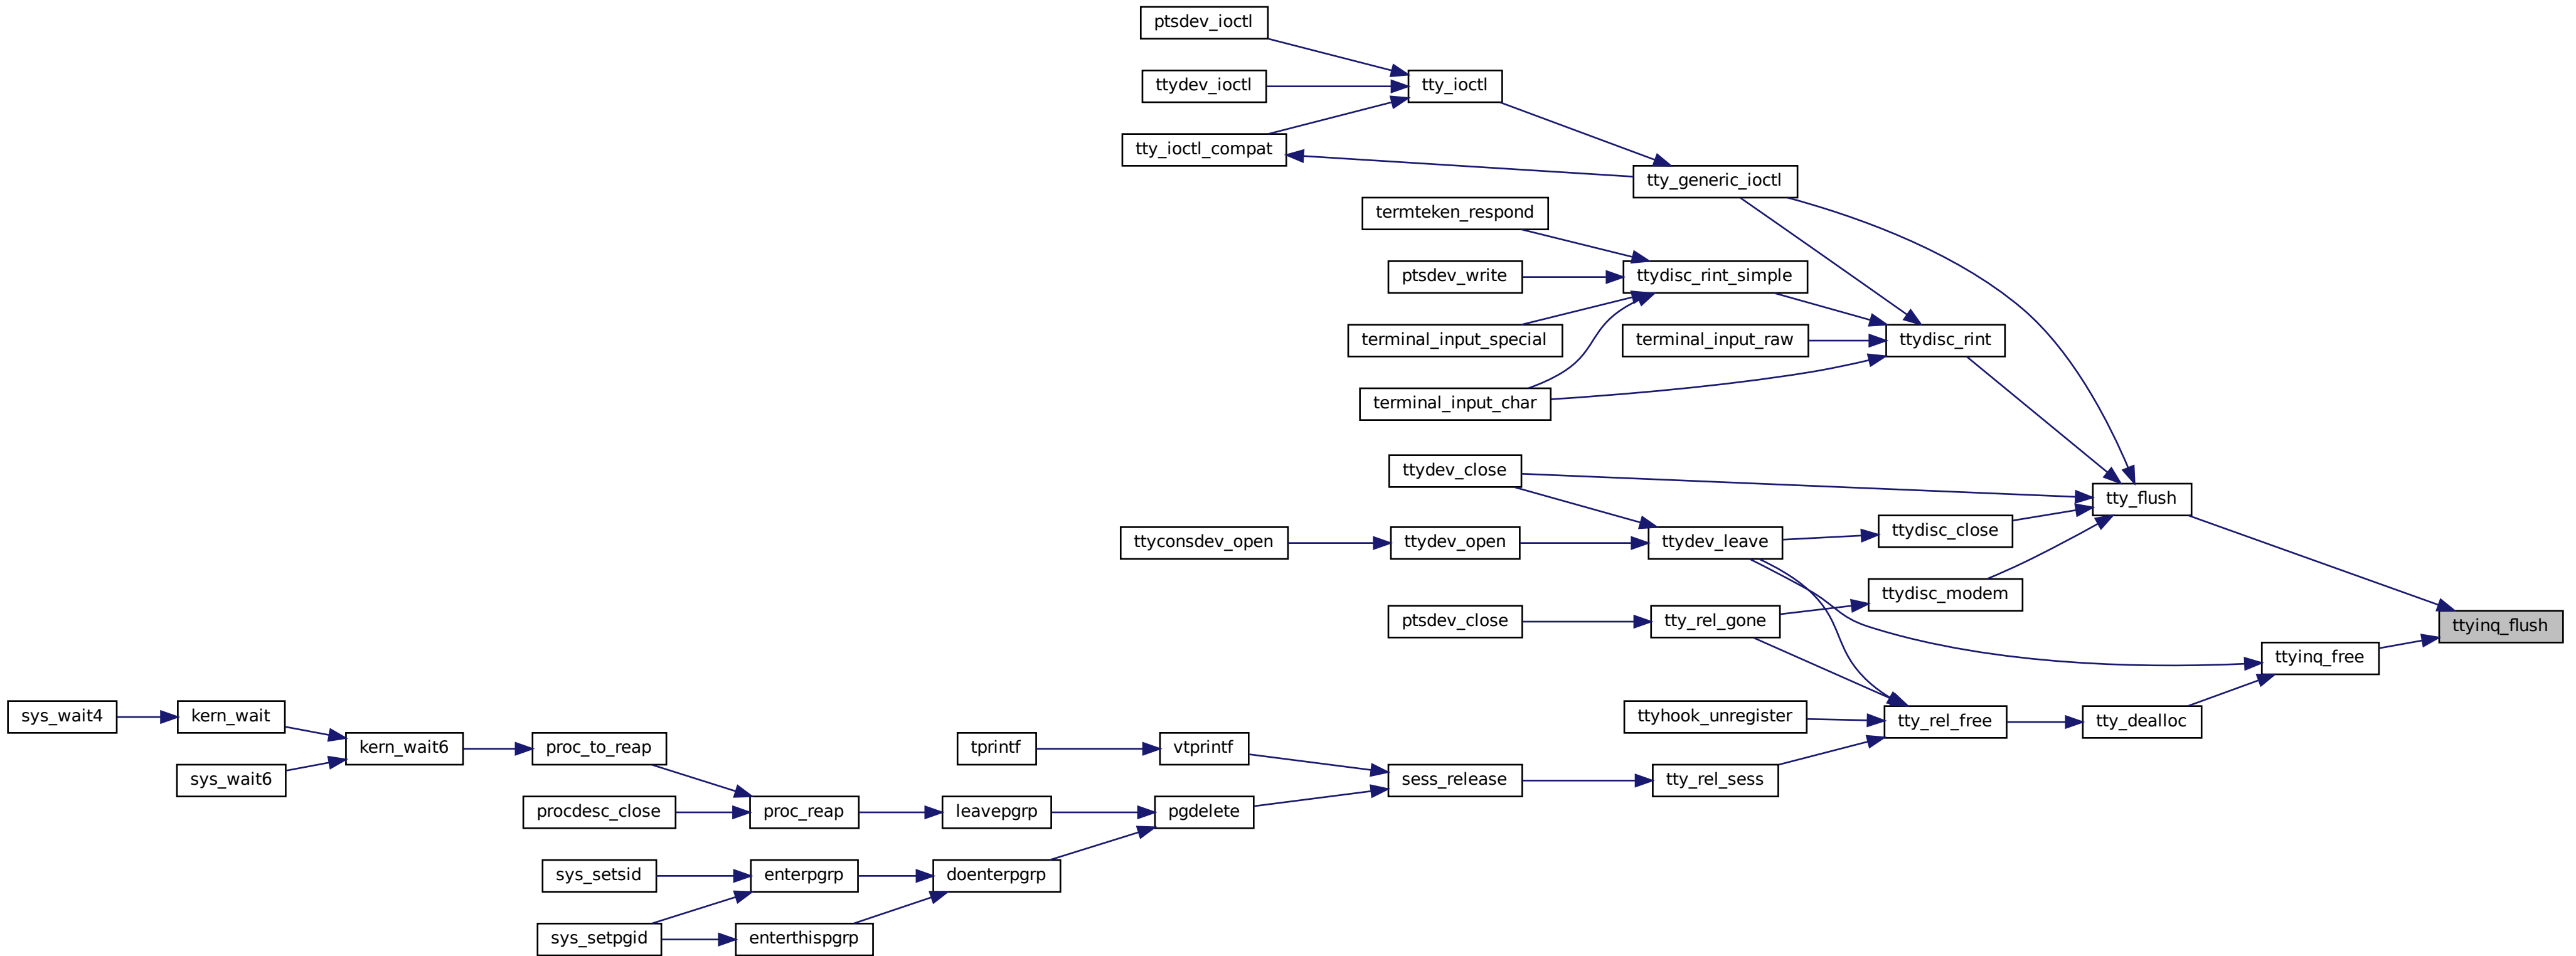 ptsdev_ioctl
ttydev_ioctl
tty_ioctl
tty_ioctl_compat
tty_generic_ioctl
termteken_respond
ptsdev_write
ttydisc_rint_simple
terminal_input_special
terminal_input_raw
ttydisc_rint
terminal_input_char
ttydev_close
tty_flush
ttydisc_close
ttyconsdev_open
ttydev_open
ttydev_leave
ttydisc_modem
ptsdev_close
tty_rel_gone
ttyinq_flush
ttyinq_free
sys_wait4
kern_wait
ttyhook_unregister
tty_rel_free
tty_dealloc
kern_wait6
proc_to_reap
tprintf
vtprintf
sys_wait6
sess_release
tty_rel_sess
procdesc_close
proc_reap
leavepgrp
pgdelete
sys_setsid
enterpgrp
doenterpgrp
sys_setpgid
enterthispgrp